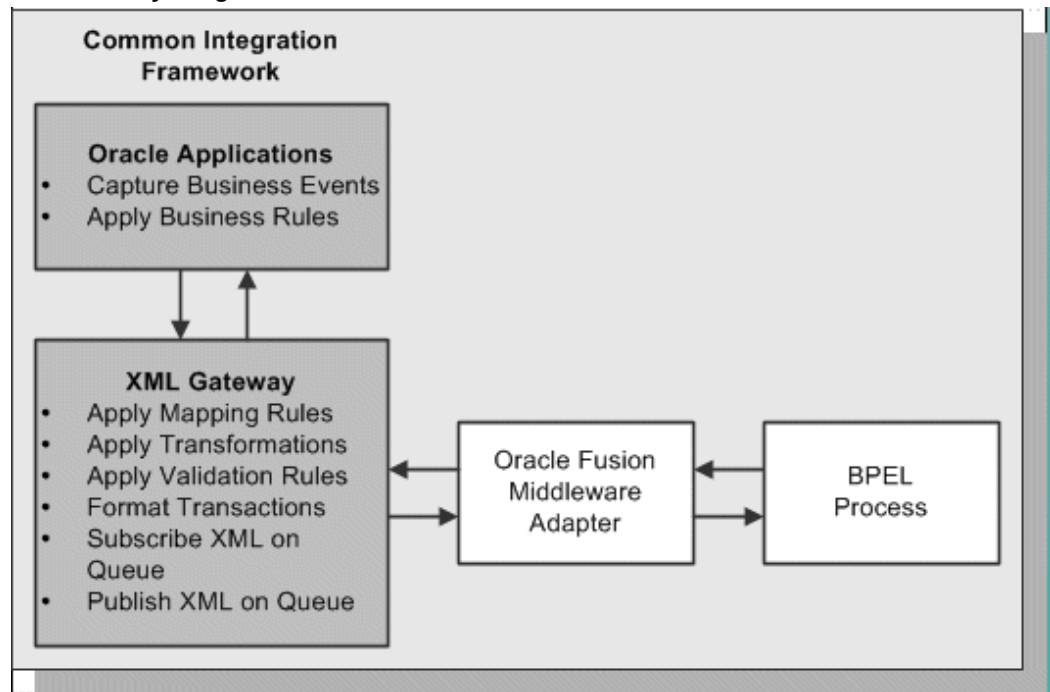 Common Integration
Framework
Oracle Applications
• Capture Business Events
• Apply Business Rules
XML Gateway
• Apply Mapping Rules
• Apply Transformations
• Apply Validation Rules
• Format Transactions
• Subscribe XML on
Queue
• Publish XML on Queue
Oracle Fusion
Middleware
Adapter
BPEL
Process